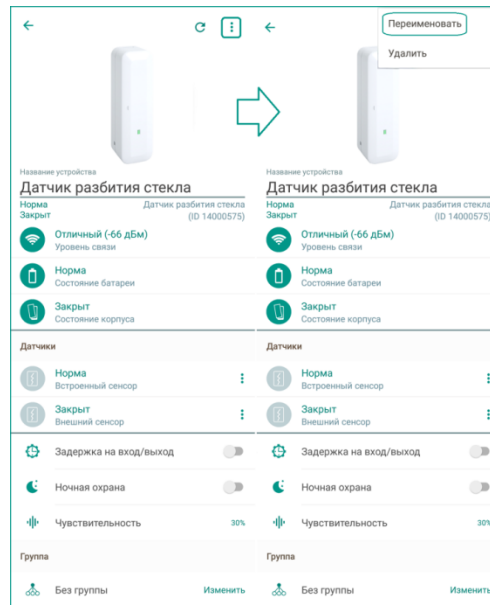 Название устройства
Датчик разбития стекла
Норма
Датчик разбития стекла
Закрыт
(ID 14000575)
Отличный (-66 дБм)
Уровень связи
Норма
Состояние батареи
Закрыт
Состояние корпуса
Датчики
Норма
Встроенный сенсор
Закрыт
Внешний сенсор
Задержка на вход/выход
Ночная охрана
Чувствительность
30%
Группа
Без группы
Изменить
Переименовать
Удалить
Название устройства
Датчик разбития стекла
Норма
Датчик разбития стекла
Закрыт
(ID 14000575)
Отличный (-66 дБм)
Уровень связи
Норма
Состояние батареи
Закрыт
Состояние корпуса
Датчики
Норма
Встроенный сенсор
Закрыт
Внешний сенсор
Задержка на вход/выход
Ночная охрана
Чувствительность
30%
Группа
Без группы
Изменить